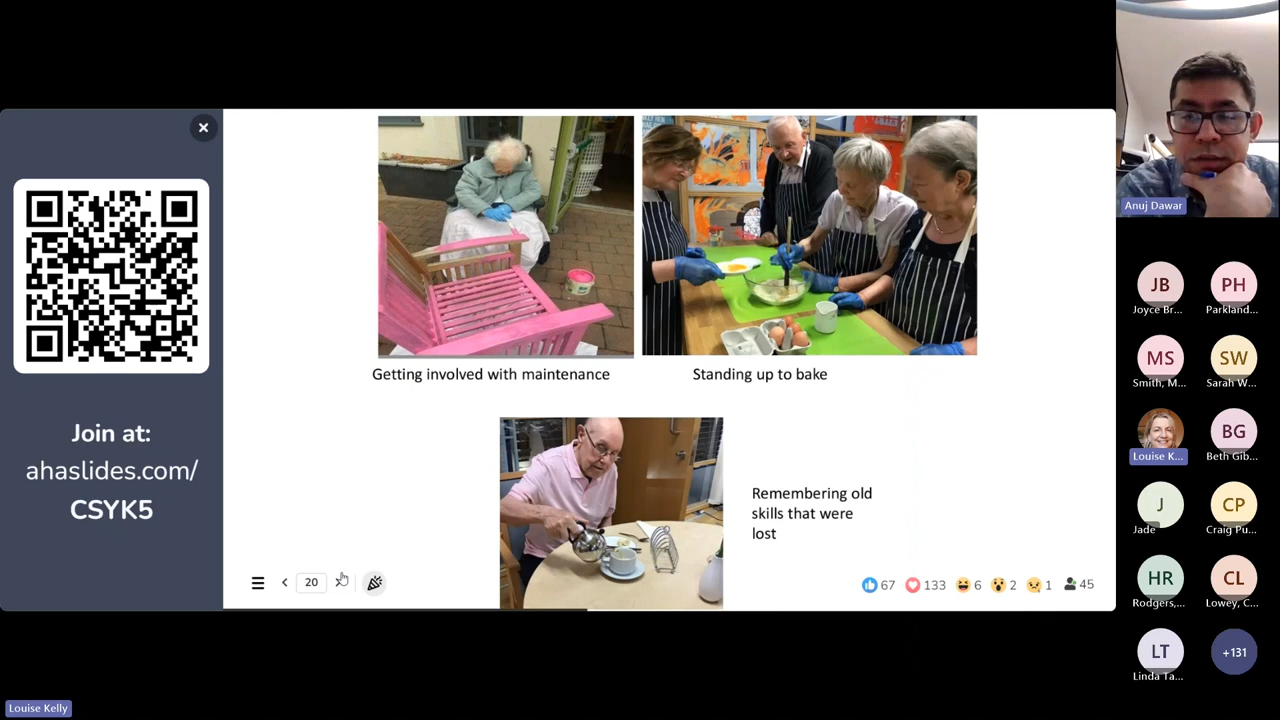 Join at:
ahaslides.com/
CSYK5
Getting involved with maintenance
Standing up to bake
Remembering old
skills that were
lost
20
67
133
6
2
1
45
Anuj Dawar
JB
Joyce Br...
PH
Parkland...
MS
Smith, M...
SW
Sarah W...
Louise K...
BG
Beth Gib...
J
Jade
CP
Craig Pu...
HR
Rodgers,...
CL
Lowey, C...
LT
Linda Ta...
+131
Louise Kelly